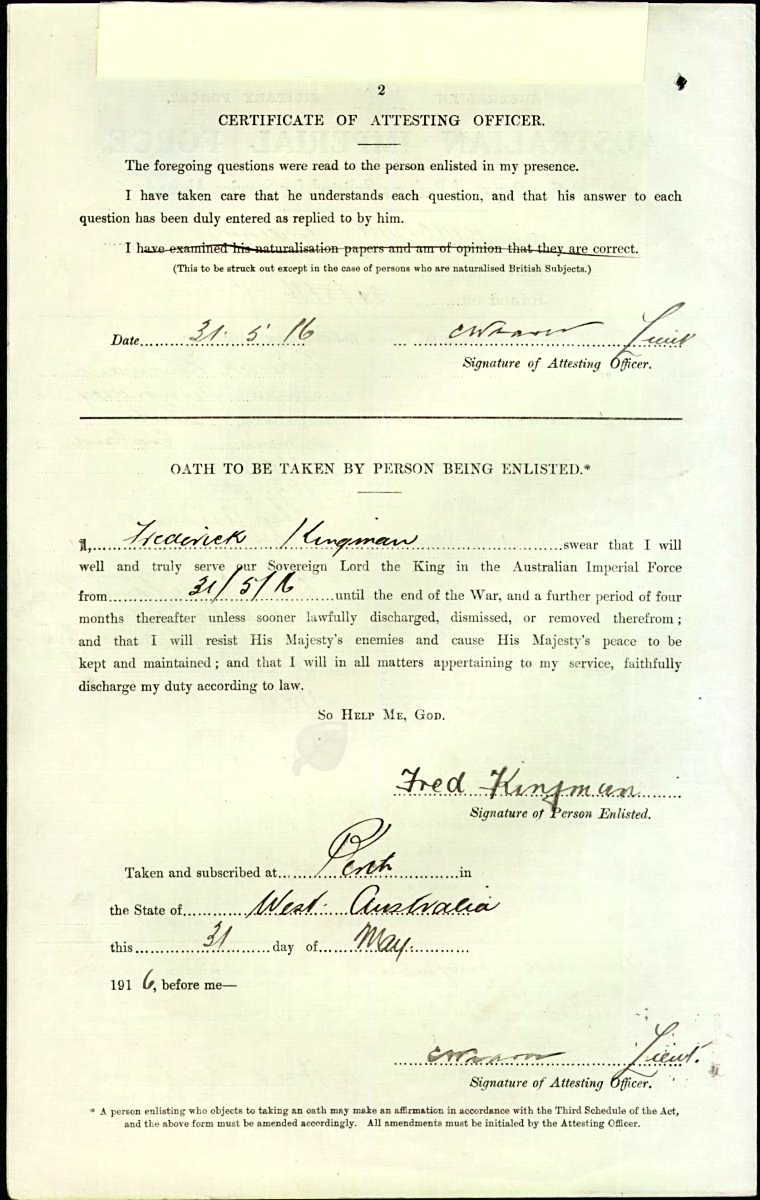 2
CERTIFICATE OF ATTESTING OFFICER.
The foregoing questions were read to the person enlisted in my presence.
I have taken care that he understands each question, and that his answer to each
question has been duly entered as replied to by him.
I have examined his naturalisation papers and am of opinion that they are correct.
(This to be struck out except in the case of persons who are naturalised British Subjects.)
Date 31. 5. 16 Lieut
Signature of Attesting Officer.
OATH TO BE TAKEN BY PERSON BEING ENLISTED.*
I, Frederick Kingman swear that I will
well and truly serve our Sovereign Lord the King in the Australian Imperial Force
from 31/5/16 until the end of the War, and a further period of four
months thereafter unless sooner lawfully discharged, dismissed, or removed therefrom;
and that I will resist His Majesty's enemies and cause His Majesty's peace to be
kept and maintained; and that I will in all matters appertaining to my service, faithfully
discharge my duty according to law.
So Help Me, God.
Fred Kingman
Signature of Person Enlisted.
Taken and subscribed at Perth in
the State of West Australia
this 31 day of May
1916, before me—
Lieut.
Signature of Attesting Officer.
* A person enlisting who objects to taking an oath may make an affirmation in accordance with the Third Schedule of the Act,
and the above form must be amended accordingly. All amendments must be initialed by the Attesting Officer.